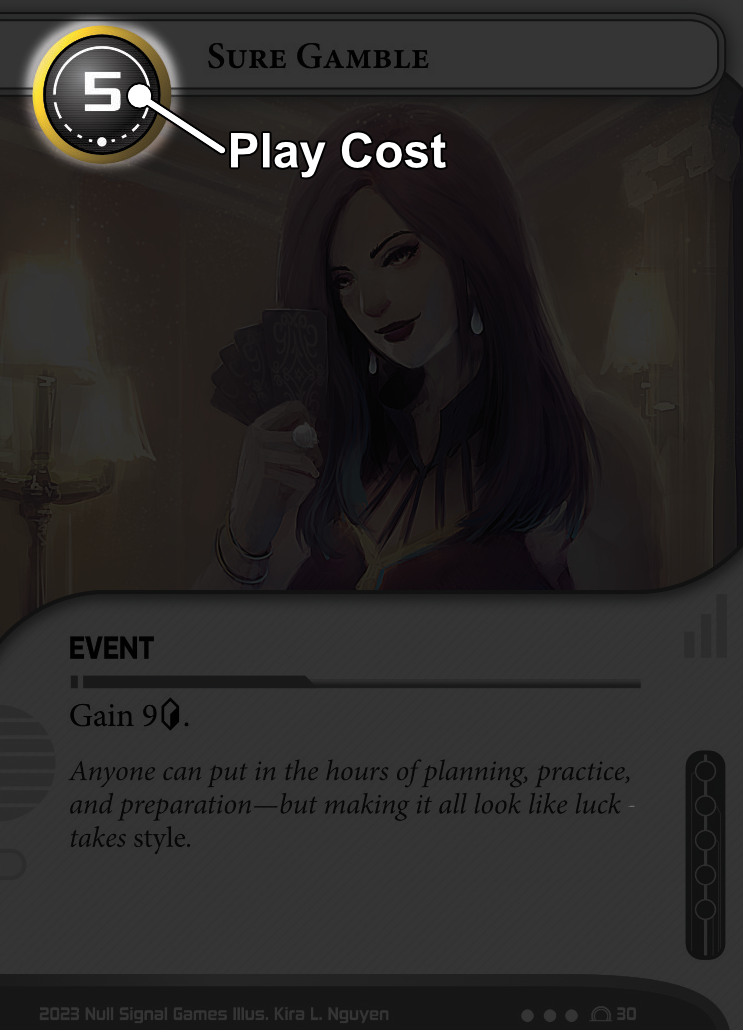 SURE GAMBLE
5
Play Cost
EVENT
Gain 9.
Anyone can put in the hours of planning, practice,
and preparation—but making it all look like luck -
takes style.
2023 Null Signal Games Illus. Kira L. Nguyen
30